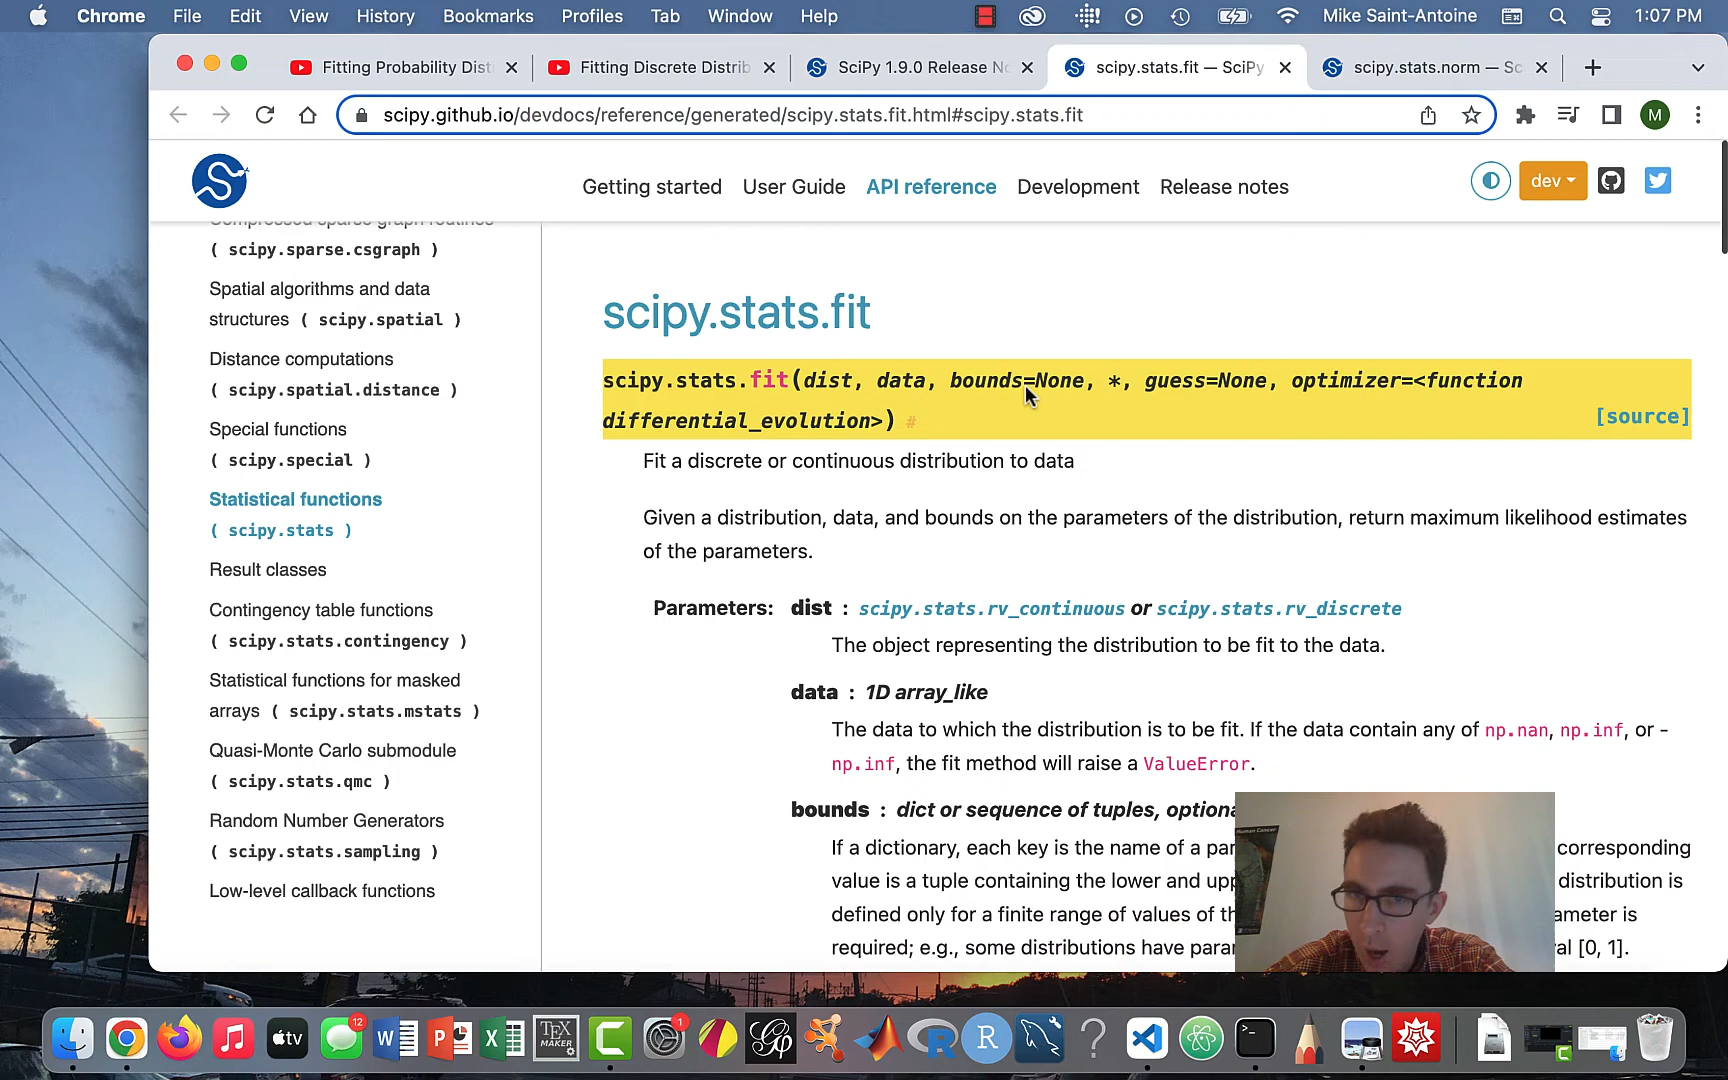 Chrome File Edit View History Bookmarks Profiles Tab Window Help Mike Saint-Antoine 1:07 PM
Fitting Probability Dist
Fitting Discrete Distrib
SciPy 1.9.0 Release No
scipy.stats.fit — SciPy
scipy.stats.norm — Sc
scipy.github.io/devdocs/reference/generated/scipy.stats.fit.html#scipy.stats.fit
M
Getting started User Guide API reference Development Release notes
dev
Compressed sparse graph routines
( scipy.sparse.csgraph )
Spatial algorithms and data
structures ( scipy.spatial )
Distance computations
( scipy.spatial.distance )
Special functions
( scipy.special )
Statistical functions
( scipy.stats )
Result classes
Contingency table functions
( scipy.stats.contingency )
Statistical functions for masked
arrays ( scipy.stats.mstats )
Quasi-Monte Carlo submodule
( scipy.stats.qmc )
Random Number Generators
( scipy.stats.sampling )
Low-level callback functions
scipy.stats.fit
scipy.stats.fit(dist, data, bounds=None, *, guess=None, optimizer=<function
differential_evolution>) #
[source]
Fit a discrete or continuous distribution to data
Given a distribution, data, and bounds on the parameters of the distribution, return maximum likelihood estimates
of the parameters.
Parameters: dist : scipy.stats.rv_continuous or scipy.stats.rv_discrete
The object representing the distribution to be fit to the data.
data : 1D array_like
The data to which the distribution is to be fit. If the data contain any of np.nan, np.inf, or -
np.inf, the fit method will raise a ValueError.
bounds : dict or sequence of tuples, optiona
If a dictionary, each key is the name of a par corresponding
value is a tuple containing the lower and upp distribution is
defined only for a finite range of values of th ameter is
required; e.g., some distributions have parar al [0, 1].
Human Cancer
tv
12
TEX
MAKER
1